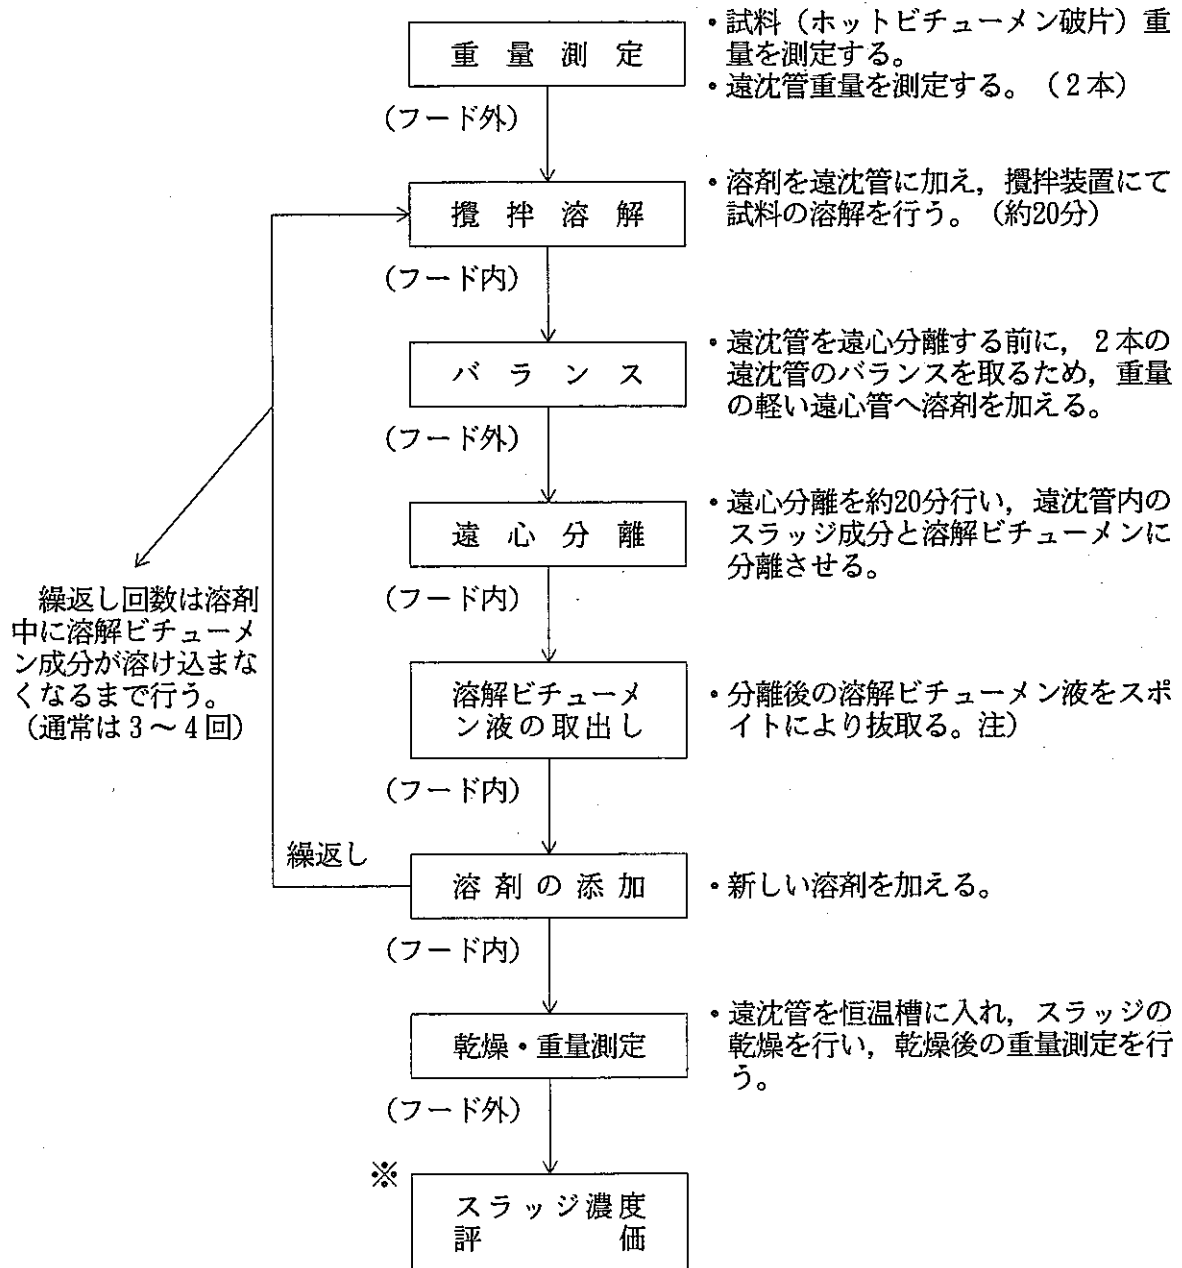 重量測定
・試料（ホットビチューメン破片）重
量を測定する。
・遠沈管重量を測定する。（２本）
（フード外）
攪拌溶解
・溶剤を遠沈管に加え，攪拌装置にて
試料の溶解を行う。（約20分）
（フード内）
バランス
・遠沈管を遠心分離する前に，２本の
遠沈管のバランスを取るため，重量
の軽い遠心管へ溶剤を加える。
（フード外）
遠心分離
・遠心分離を約20分行い，遠沈管内の
スラッジ成分と溶解ビチューメンに
分離させる。
（フード内）
繰返し回数は溶剤
中に溶解ビチューメ
ン成分が溶け込まな
くなるまで行う。
（通常は３～４回）
溶解ビチューメ
ン液の取出し
・分離後の溶解ビチューメン液をスポ
イトにより抜取る。注）
（フード内）
繰返し
溶剤の添加
・新しい溶剤を加える。
（フード内）
乾燥・重量測定
・遠沈管を恒温槽に入れ，スラッジの
乾燥を行い，乾燥後の重量測定を行
う。
（フード外）
※
スラッジ濃度
評価